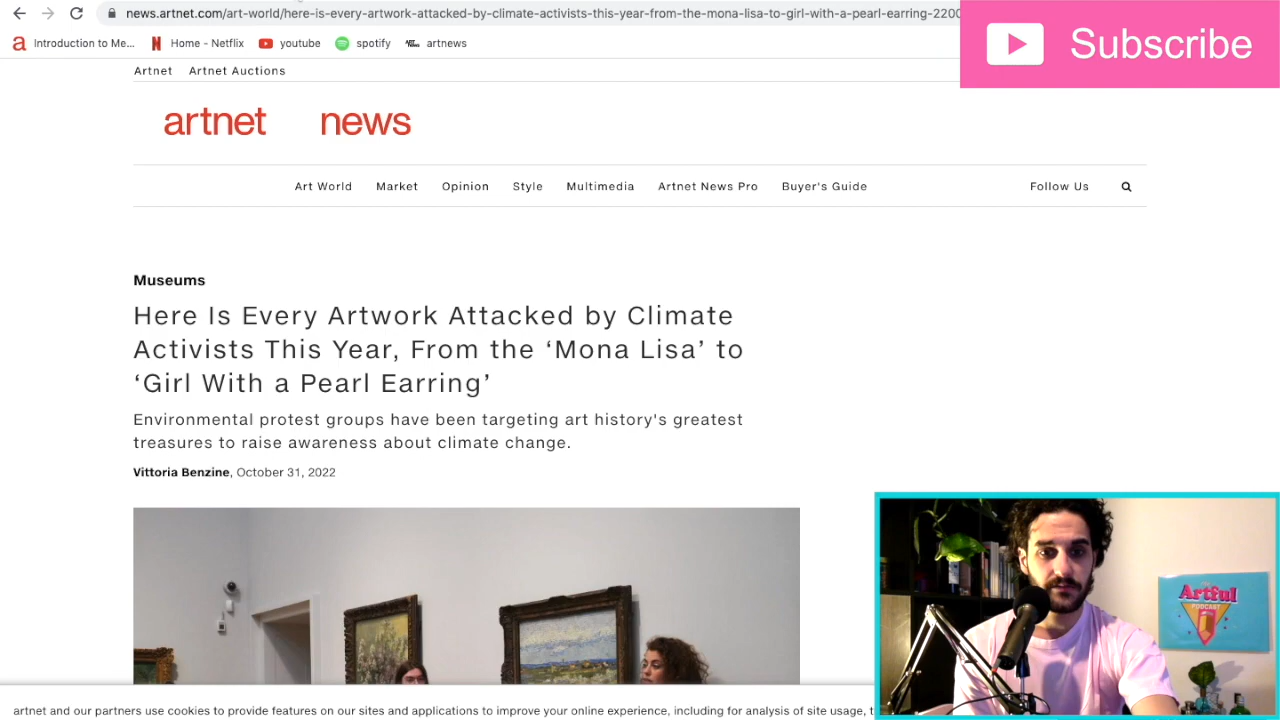 news.artnet.com/art-world/here-is-every-artwork-attacked-by-climate-activists-this-year-from-the-mona-lisa-to-girl-with-a-pearl-earring-2200
Subscribe
Introduction to Me... Home - Netflix youtube spotify artnews
Artnet Artnet Auctions
artnet news
Art World Market Opinion Style Multimedia Artnet News Pro Buyer's Guide Follow Us
Museums
Here Is Every Artwork Attacked by Climate
Activists This Year, From the ‘Mona Lisa’ to
‘Girl With a Pearl Earring’
Environmental protest groups have been targeting art history's greatest
treasures to raise awareness about climate change.
Vittoria Benzine, October 31, 2022
Artful
PODCAST
artnet and our partners use cookies to provide features on our sites and applications to improve your online experience, including for analysis of site usage,